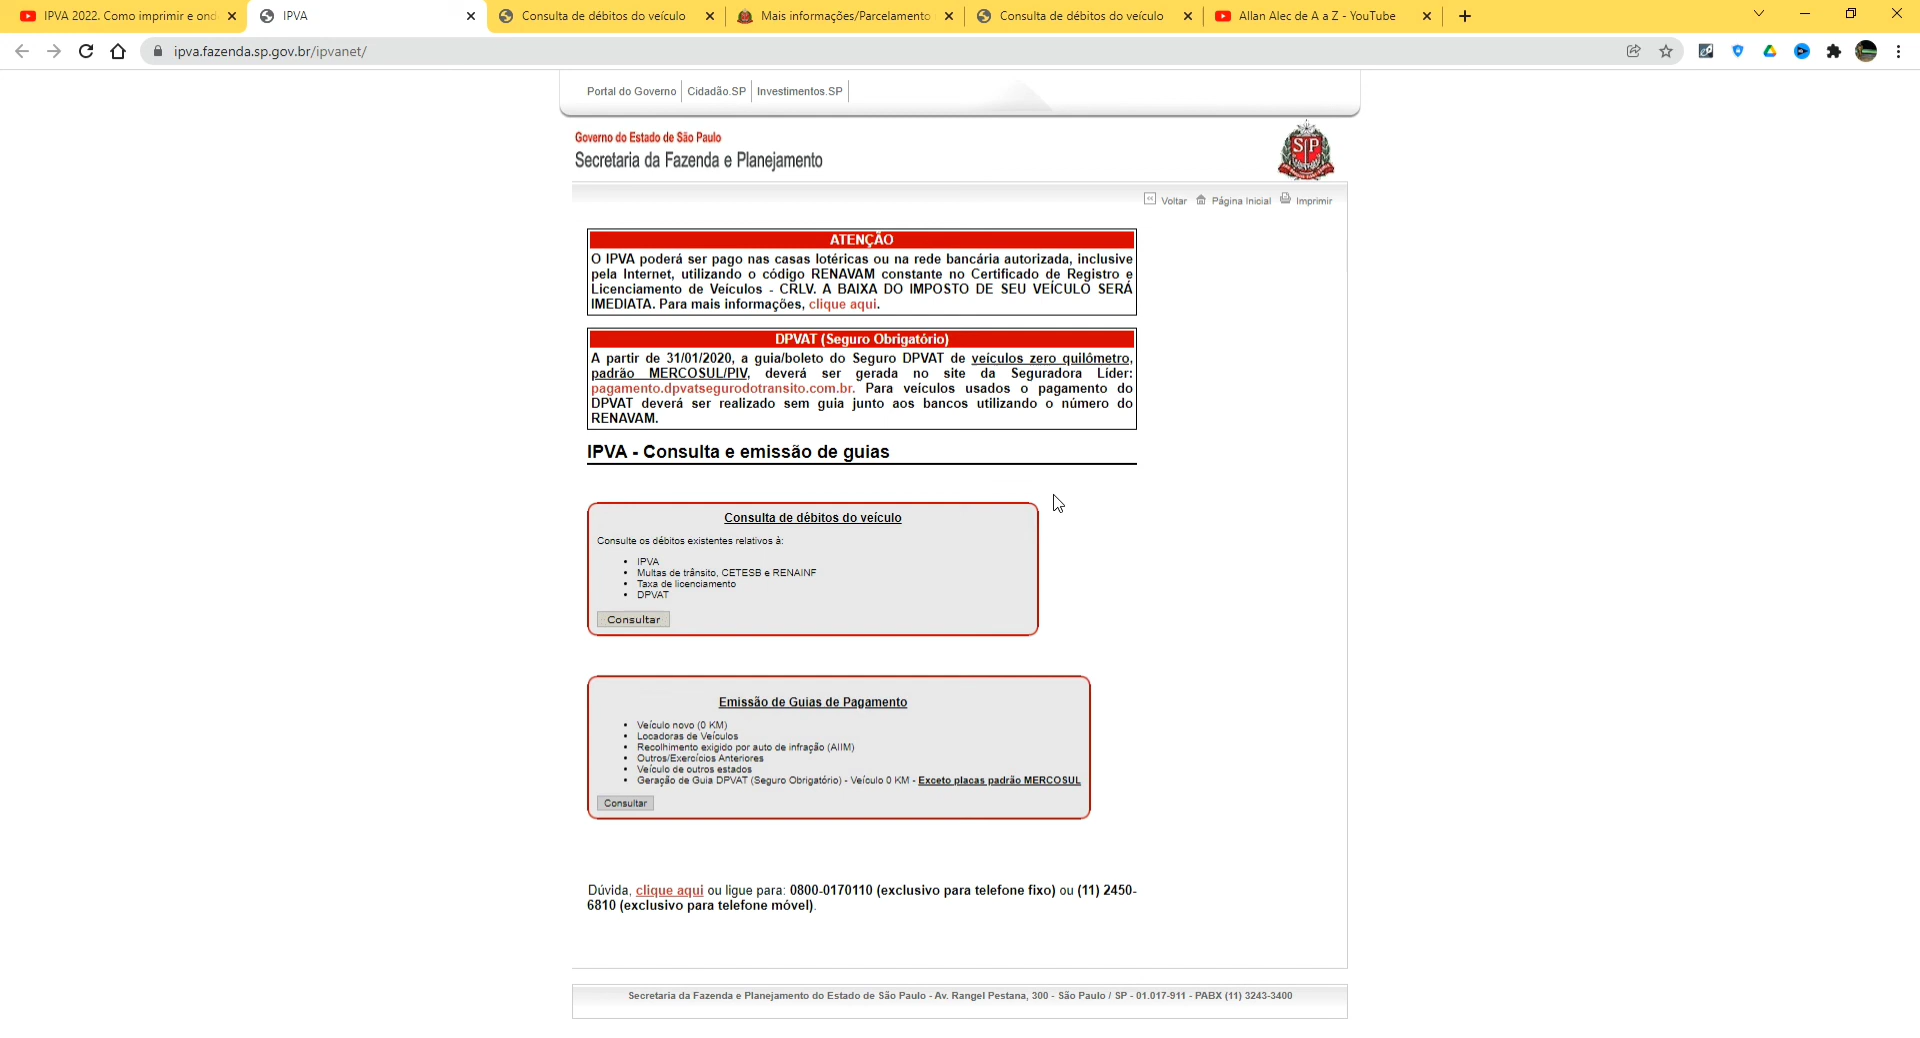 IPVA 2022. Como imprimir e ond
IPVA
Consulta de débitos do veículo
Mais informações/Parcelamento
Consulta de débitos do veículo
Allan Alec de A a Z - YouTube
ipva.fazenda.sp.gov.br/ipvanet/
Portal do Governo
Cidadão.SP
Investimentos.SP
Governo do Estado de São Paulo
Secretaria da Fazenda e Planejamento
SP
Voltar
Página Inicial
Imprimir
ATENÇÃO
O IPVA poderá ser pago nas casas lotéricas ou na rede bancária autorizada, inclusive
pela Internet, utilizando o código RENAVAM constante no Certificado de Registro e
Licenciamento de Veículos - CRLV. A BAIXA DO IMPOSTO DE SEU VEÍCULO SERÁ
IMEDIATA. Para mais informações, clique aqui.
DPVAT (Seguro Obrigatório)
A partir de 31/01/2020, a guia/boleto do Seguro DPVAT de veículos zero quilômetro,
padrão MERCOSUL/PIV, deverá ser gerada no site da Seguradora Líder:
pagamento.dpvatsegurodotransito.com.br. Para veículos usados o pagamento do
DPVAT deverá ser realizado sem guia junto aos bancos utilizando o número do
RENAVAM.
IPVA - Consulta e emissão de guias
Consulta de débitos do veículo
Consulte os débitos existentes relativos à:
• IPVA
• Multas de trânsito, CETESB e RENAINF
• Taxa de licenciamento
• DPVAT
Consultar
Emissão de Guias de Pagamento
• Veículo novo (0 KM)
• Locadoras de Veículos
• Recolhimento exigido por auto de infração (AIIM)
• Outros/Exercícios Anteriores
• Veículo de outros estados
• Geração de Guia DPVAT (Seguro Obrigatório) - Veículo 0 KM - Exceto placas padrão MERCOSUL
Consultar
Dúvida, clique aqui ou ligue para: 0800-0170110 (exclusivo para telefone fixo) ou (11) 2450-
6810 (exclusivo para telefone móvel).
Secretaria da Fazenda e Planejamento do Estado de São Paulo - Av. Rangel Pestana, 300 - São Paulo / SP - 01.017-911 - PABX (11) 3243-3400